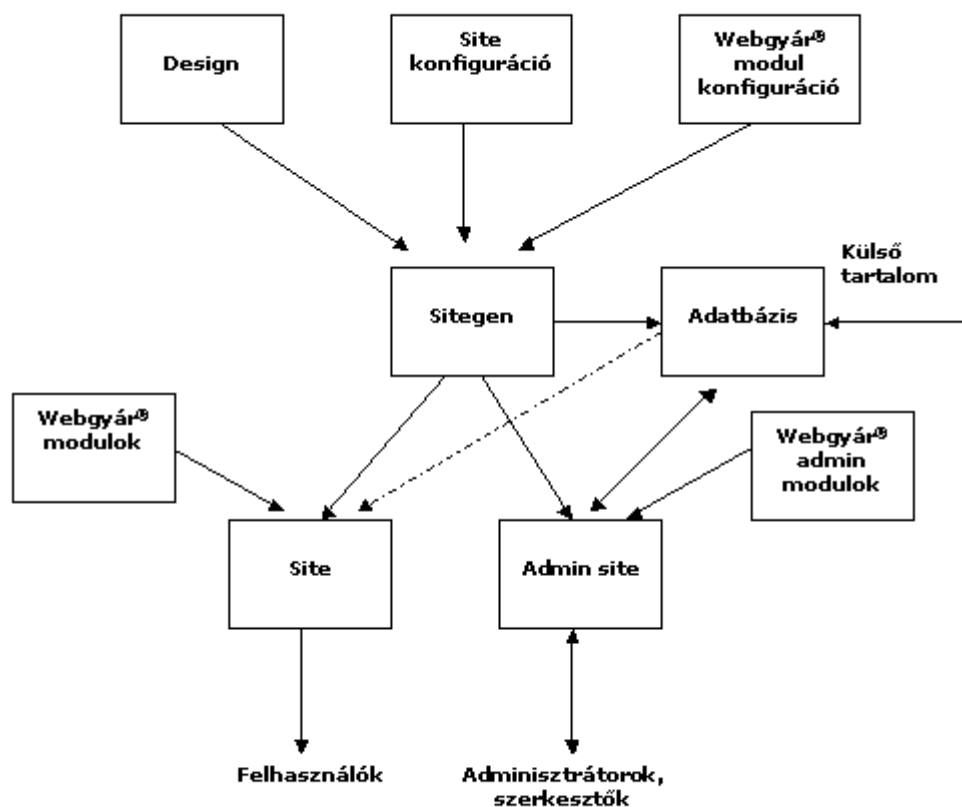 Design
Site
konfiguráció
Webgyár®
modul
konfiguráció
Külső
tartalom
Sitegen
Adatbázis
Webgyár®
modulok
Webgyár®
admin
modulok
Site
Admin site
Felhasználók
Adminisztrátorok,
szerkesztők